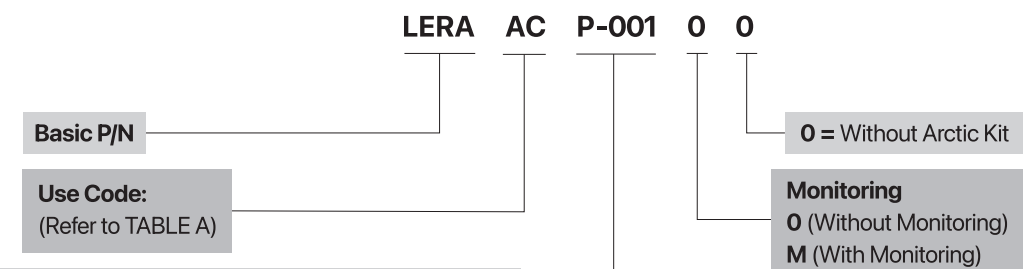 LERA AC P-001 0 0
Basic P/N
0 = Without Arctic Kit
Use Code:
(Refer to TABLE A)
Monitoring
0 (Without Monitoring)
M (With Monitoring)